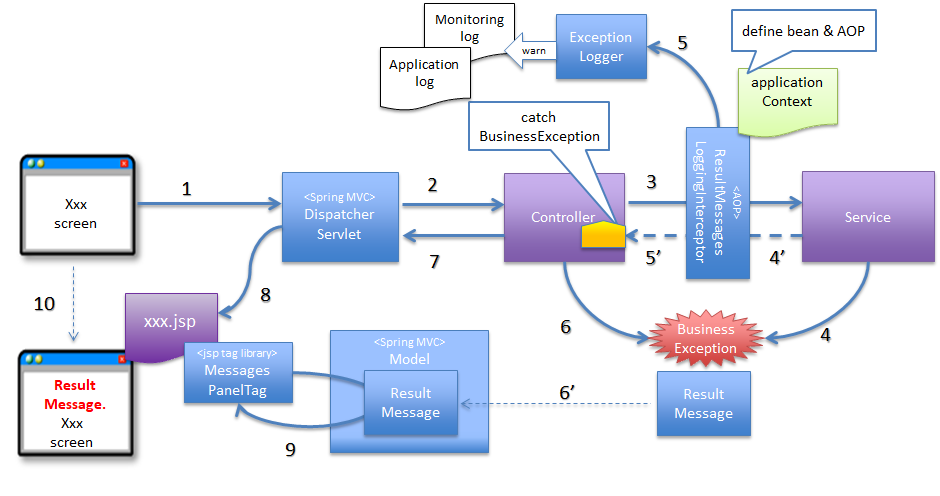 Monitoring
log
Application
log
warn
Exception
Logger
5
define bean & AOP
application
Context
catch
BusinessException
Xxx
screen
1
<Spring MVC>
Dispatcher
Servlet
2
Controller
3
<AOP>
ResultMessages
LoggingInterceptor
Service
7
5’
4’
10
8
xxx.jsp
6
Business
Exception
4
<jsp tag library>
Messages
PanelTag
<Spring MVC>
Model
Result
Message
6’
Result
Message
9
Result
Message.
Xxx
screen